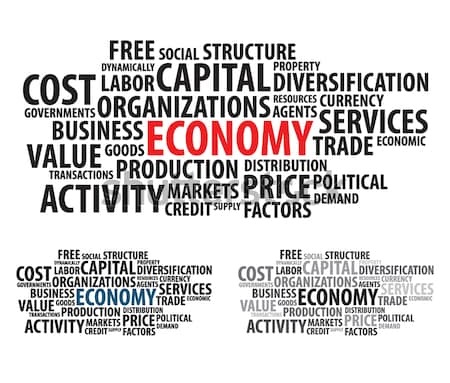 FREE SOCIAL STRUCTURE
DYNAMICALLY PROPERTY
COST LABOR CAPITAL DIVERSIFICATION
GOVERNMENTS ORGANIZATIONS RESOURCES CURRENCY
AGENTS
BUSINESS ECONOMY SERVICES
VALUE GOODS TRADE ECONOMIC
TRANSACTIONS PRODUCTION DISTRIBUTION
ACTIVITY MARKETS PRICE POLITICAL
CREDIT SUPPLY FACTORS DEMAND
shutterstock
FREE SOCIAL STRUCTURE
DYNAMICALLY PROPERTY
COST LABOR CAPITAL DIVERSIFICATION
GOVERNMENTS ORGANIZATIONS RESOURCES CURRENCY
AGENTS
BUSINESS ECONOMY SERVICES
VALUE GOODS TRADE ECONOMIC
TRANSACTIONS PRODUCTION DISTRIBUTION
ACTIVITY MARKETS PRICE POLITICAL
CREDIT SUPPLY FACTORS DEMAND
FREE SOCIAL STRUCTURE
DYNAMICALLY PROPERTY
COST LABOR CAPITAL DIVERSIFICATION
GOVERNMENTS ORGANIZATIONS RESOURCES CURRENCY
AGENTS
BUSINESS ECONOMY SERVICES
VALUE GOODS TRADE ECONOMIC
TRANSACTIONS PRODUCTION DISTRIBUTION
ACTIVITY MARKETS PRICE POLITICAL
CREDIT SUPPLY FACTORS DEMAND